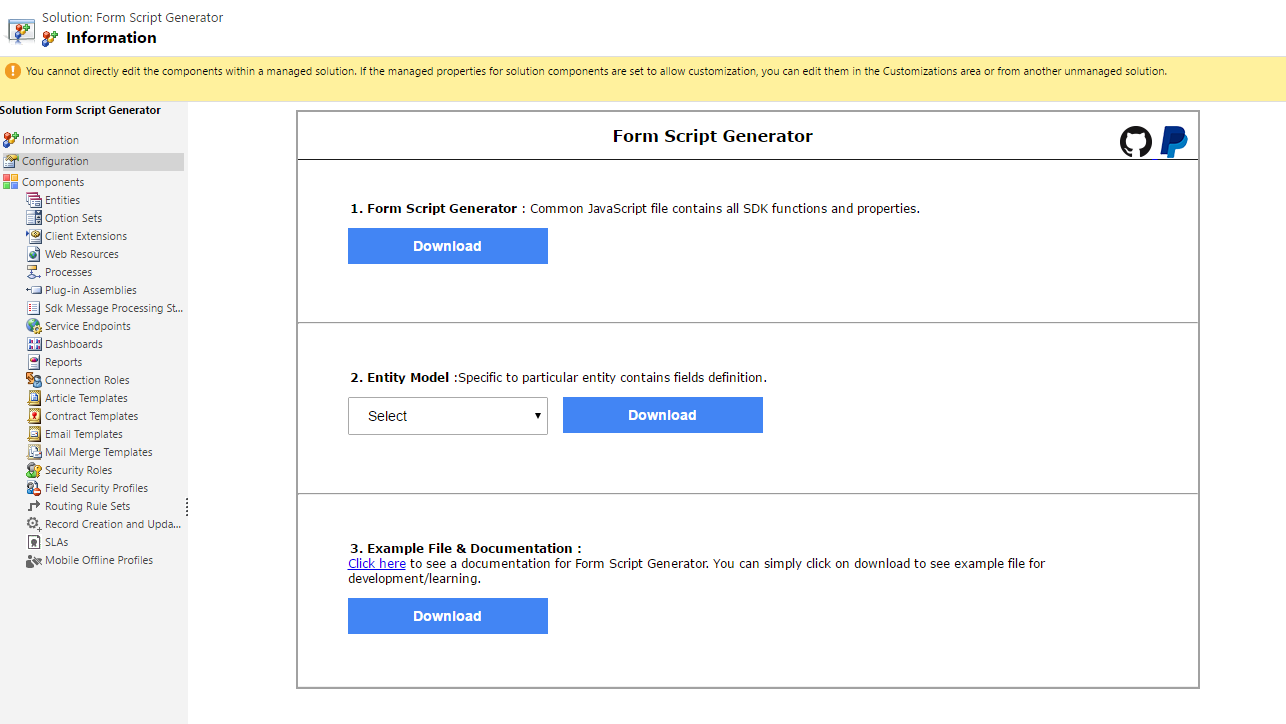 Solution: Form Script Generator
Information
You cannot directly edit the components within a managed solution. If the managed properties for solution components are set to allow customization, you can edit them in the Customizations area or from another unmanaged solution.
Solution Form Script Generator
Information
Configuration
Components
Entities
Option Sets
Client Extensions
Web Resources
Processes
Plug-in Assemblies
Sdk Message Processing St...
Service Endpoints
Dashboards
Reports
Connection Roles
Article Templates
Contract Templates
Email Templates
Mail Merge Templates
Security Roles
Field Security Profiles
Routing Rule Sets
Record Creation and Upda...
SLAs
Mobile Offline Profiles
Form Script Generator
1. Form Script Generator : Common JavaScript file contains all SDK functions and properties.
Download
2. Entity Model :Specific to particular entity contains fields definition.
Select
Download
3. Example File & Documentation :
Click here to see a documentation for Form Script Generator. You can simply click on download to see example file for
development/learning.
Download